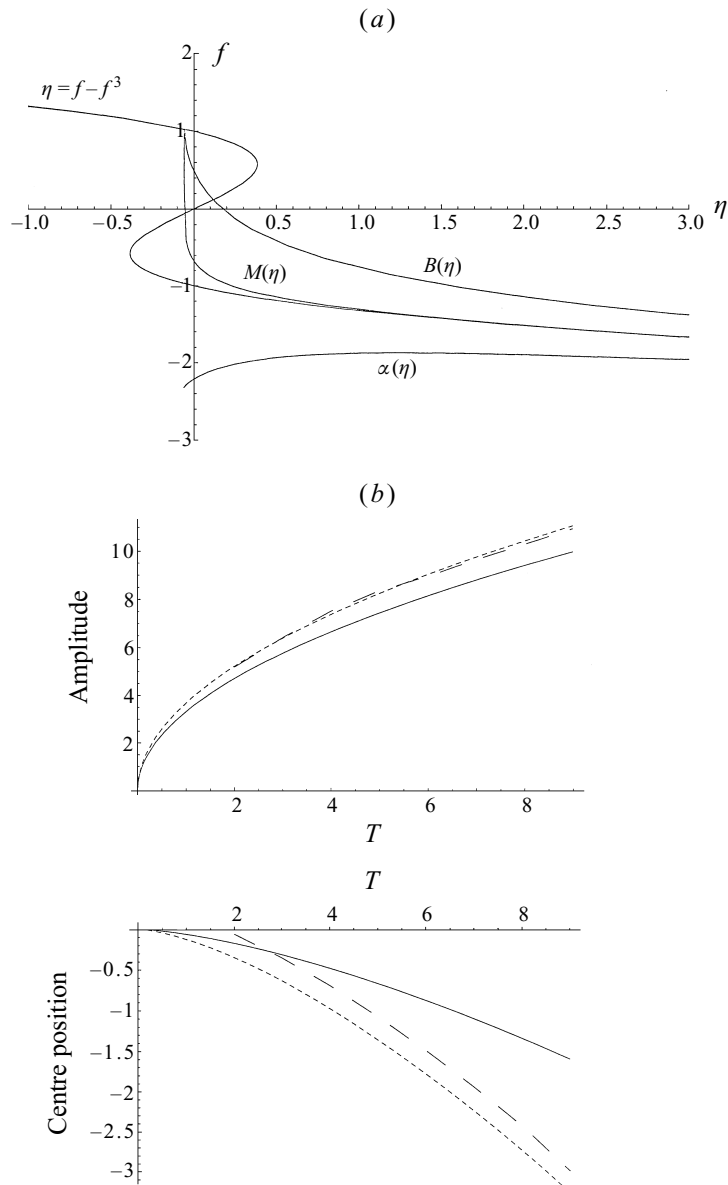 (a)
2
f
η = f – f³
1
–1.0
–0.5
0
0.5
1.0
1.5
2.0
2.5
3.0
η
M(η)
B(η)
–1
–2
α(η)
–3
(b)
10
8
6
4
2
Amplitude
2
4
6
8
T
T
2
4
6
8
–0.5
–1
–1.5
–2
–2.5
–3
Centre position